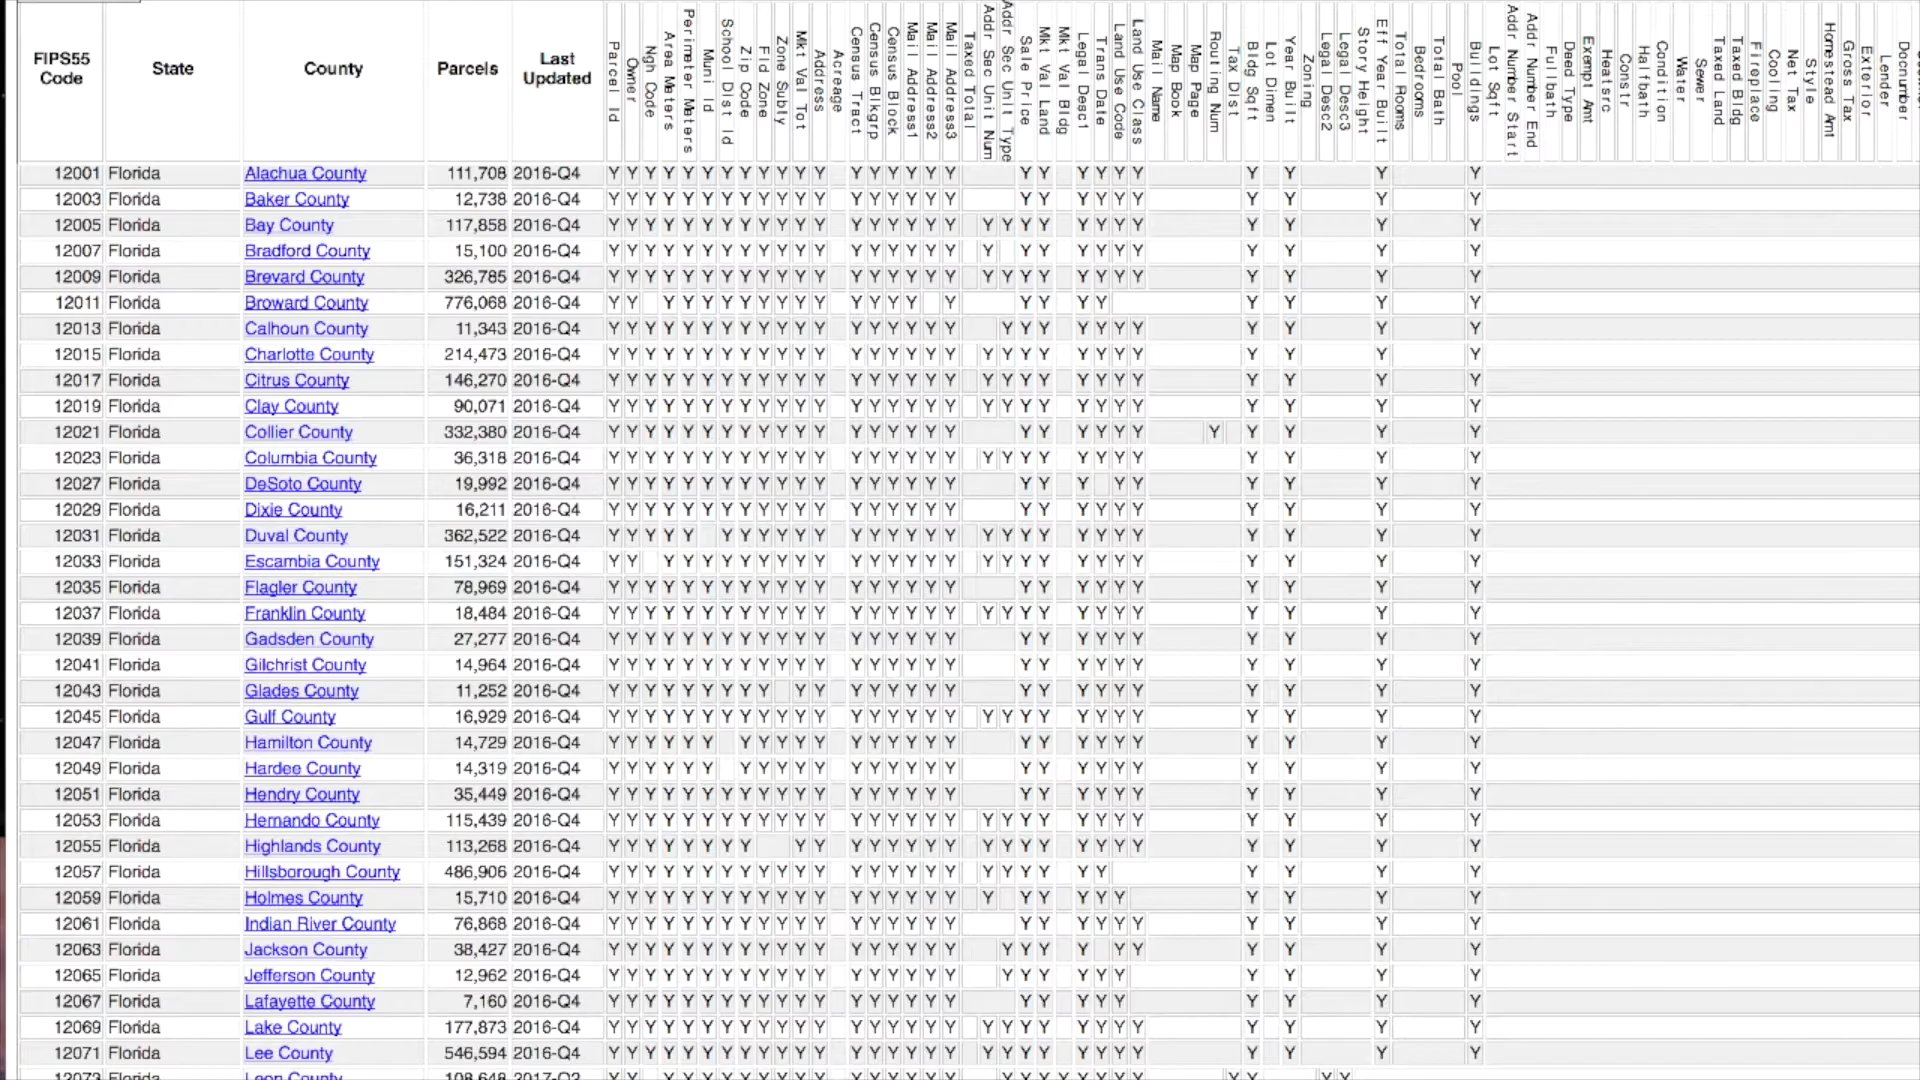 FIPS55 Code State County Parcels Last Updated Parcel Id Owner Ngh Code Area Meters Perimeter Meters Muni Id School Dist Id Zip Code Fld Zone Zone Subty Mkt Val Tot Address Acreage Census Tract Census Blkgrp Census Block Mail Address1 Mail Address2 Mail Address3 Taxed Total Addr Sec Unit Num Addr Sec Unit Type Sale Price Mkt Val Land Mkt Val Bldg Legal Desc1 Trans Date Land Use Code Land Use Class Mail Name Map Book Map Page Routing Num Tax Dist Bldg Sqft Lot Dimen Year Built Zoning Legal Desc2 Legal Desc3 Story Height Eff Year Built Total Rooms Bedrooms Total Bath Pool Buildings Lot Sqft Addr Number Start Addr Number End Fullbath Deed Type Exempt Amt Heatsrc Constr Halfbath Condition Water Sewer Taxed Land Taxed Bldg Fireplace Cooling Net Tax Style Homestead Amt Gross Tax Exterior Lender Docnumber
12001 Florida Alachua County 111,708 2016-Q4 Y Y Y Y Y Y Y Y Y Y Y Y Y Y Y Y Y Y Y Y Y Y Y Y Y Y Y Y
12003 Florida Baker County 12,738 2016-Q4 Y Y Y Y Y Y Y Y Y Y Y Y Y Y Y Y Y Y Y Y Y Y Y Y Y Y Y Y
12005 Florida Bay County 117,858 2016-Q4 Y Y Y Y Y Y Y Y Y Y Y Y Y Y Y Y Y Y Y Y Y Y Y Y Y Y Y Y Y Y
12007 Florida Bradford County 15,100 2016-Q4 Y Y Y Y Y Y Y Y Y Y Y Y Y Y Y Y Y Y Y Y Y Y Y Y Y Y Y Y Y
12009 Florida Brevard County 326,785 2016-Q4 Y Y Y Y Y Y Y Y Y Y Y Y Y Y Y Y Y Y Y Y Y Y Y Y Y Y Y Y Y Y
12011 Florida Broward County 776,068 2016-Q4 Y Y Y Y Y Y Y Y Y Y Y Y Y Y Y Y Y Y Y Y Y Y Y Y
12013 Florida Calhoun County 11,343 2016-Q4 Y Y Y Y Y Y Y Y Y Y Y Y Y Y Y Y Y Y Y Y Y Y Y Y Y Y Y Y Y
12015 Florida Charlotte County 214,473 2016-Q4 Y Y Y Y Y Y Y Y Y Y Y Y Y Y Y Y Y Y Y Y Y Y Y Y Y Y Y Y Y Y
12017 Florida Citrus County 146,270 2016-Q4 Y Y Y Y Y Y Y Y Y Y Y Y Y Y Y Y Y Y Y Y Y Y Y Y Y Y Y Y Y Y
12019 Florida Clay County 90,071 2016-Q4 Y Y Y Y Y Y Y Y Y Y Y Y Y Y Y Y Y Y Y Y Y Y Y Y Y Y Y Y Y Y
12021 Florida Collier County 332,380 2016-Q4 Y Y Y Y Y Y Y Y Y Y Y Y Y Y Y Y Y Y Y Y Y Y Y Y Y Y Y Y Y
12023 Florida Columbia County 36,318 2016-Q4 Y Y Y Y Y Y Y Y Y Y Y Y Y Y Y Y Y Y Y Y Y Y Y Y Y Y Y Y Y Y
12027 Florida DeSoto County 19,992 2016-Q4 Y Y Y Y Y Y Y Y Y Y Y Y Y Y Y Y Y Y Y Y Y Y Y Y Y Y Y
12029 Florida Dixie County 16,211 2016-Q4 Y Y Y Y Y Y Y Y Y Y Y Y Y Y Y Y Y Y Y Y Y Y Y Y Y Y Y Y
12031 Florida Duval County 362,522 2016-Q4 Y Y Y Y Y Y Y Y Y Y Y Y Y Y Y Y Y Y Y Y Y Y Y Y Y Y Y Y Y
12033 Florida Escambia County 151,324 2016-Q4 Y Y Y Y Y Y Y Y Y Y Y Y Y Y Y Y Y Y Y Y Y Y Y Y Y Y Y Y Y
12035 Florida Flagler County 78,969 2016-Q4 Y Y Y Y Y Y Y Y Y Y Y Y Y Y Y Y Y Y Y Y Y Y Y Y Y Y Y Y
12037 Florida Franklin County 18,484 2016-Q4 Y Y Y Y Y Y Y Y Y Y Y Y Y Y Y Y Y Y Y Y Y Y Y Y Y Y Y Y Y Y
12039 Florida Gadsden County 27,277 2016-Q4 Y Y Y Y Y Y Y Y Y Y Y Y Y Y Y Y Y Y Y Y Y Y Y Y Y Y Y Y
12041 Florida Gilchrist County 14,964 2016-Q4 Y Y Y Y Y Y Y Y Y Y Y Y Y Y Y Y Y Y Y Y Y Y Y Y Y Y Y Y
12043 Florida Glades County 11,252 2016-Q4 Y Y Y Y Y Y Y Y Y Y Y Y Y Y Y Y Y Y Y Y Y Y Y Y Y Y Y
12045 Florida Gulf County 16,929 2016-Q4 Y Y Y Y Y Y Y Y Y Y Y Y Y Y Y Y Y Y Y Y Y Y Y Y Y Y Y Y Y Y
12047 Florida Hamilton County 14,729 2016-Q4 Y Y Y Y Y Y Y Y Y Y Y Y Y Y Y Y Y Y Y Y Y Y Y Y Y Y Y
12049 Florida Hardee County 14,319 2016-Q4 Y Y Y Y Y Y Y Y Y Y Y Y Y Y Y Y Y Y Y Y Y Y Y Y Y Y Y
12051 Florida Hendry County 35,449 2016-Q4 Y Y Y Y Y Y Y Y Y Y Y Y Y Y Y Y Y Y Y Y Y Y Y Y Y Y Y Y
12053 Florida Hernando County 115,439 2016-Q4 Y Y Y Y Y Y Y Y Y Y Y Y Y Y Y Y Y Y Y Y Y Y Y Y Y Y Y Y Y Y
12055 Florida Highlands County 113,268 2016-Q4 Y Y Y Y Y Y Y Y Y Y Y Y Y Y Y Y Y Y Y Y Y Y Y Y Y Y Y Y
12057 Florida Hillsborough County 486,906 2016-Q4 Y Y Y Y Y Y Y Y Y Y Y Y Y Y Y Y Y Y Y Y Y Y Y Y Y Y Y Y
12059 Florida Holmes County 15,710 2016-Q4 Y Y Y Y Y Y Y Y Y Y Y Y Y Y Y Y Y Y Y Y Y Y Y Y Y Y Y Y
12061 Florida Indian River County 76,868 2016-Q4 Y Y Y Y Y Y Y Y Y Y Y Y Y Y Y Y Y Y Y Y Y Y Y Y Y Y Y Y
12063 Florida Jackson County 38,427 2016-Q4 Y Y Y Y Y Y Y Y Y Y Y Y Y Y Y Y Y Y Y Y Y Y Y Y Y Y Y Y
12065 Florida Jefferson County 12,962 2016-Q4 Y Y Y Y Y Y Y Y Y Y Y Y Y Y Y Y Y Y Y Y Y Y Y Y Y Y Y Y
12067 Florida Lafayette County 7,160 2016-Q4 Y Y Y Y Y Y Y Y Y Y Y Y Y Y Y Y Y Y Y Y Y Y Y Y Y Y Y
12069 Florida Lake County 177,873 2016-Q4 Y Y Y Y Y Y Y Y Y Y Y Y Y Y Y Y Y Y Y Y Y Y Y Y Y Y Y Y Y Y
12071 Florida Lee County 546,594 2016-Q4 Y Y Y Y Y Y Y Y Y Y Y Y Y Y Y Y Y Y Y Y Y Y Y Y Y Y Y Y Y Y
12073 Florida Leon County 108,648